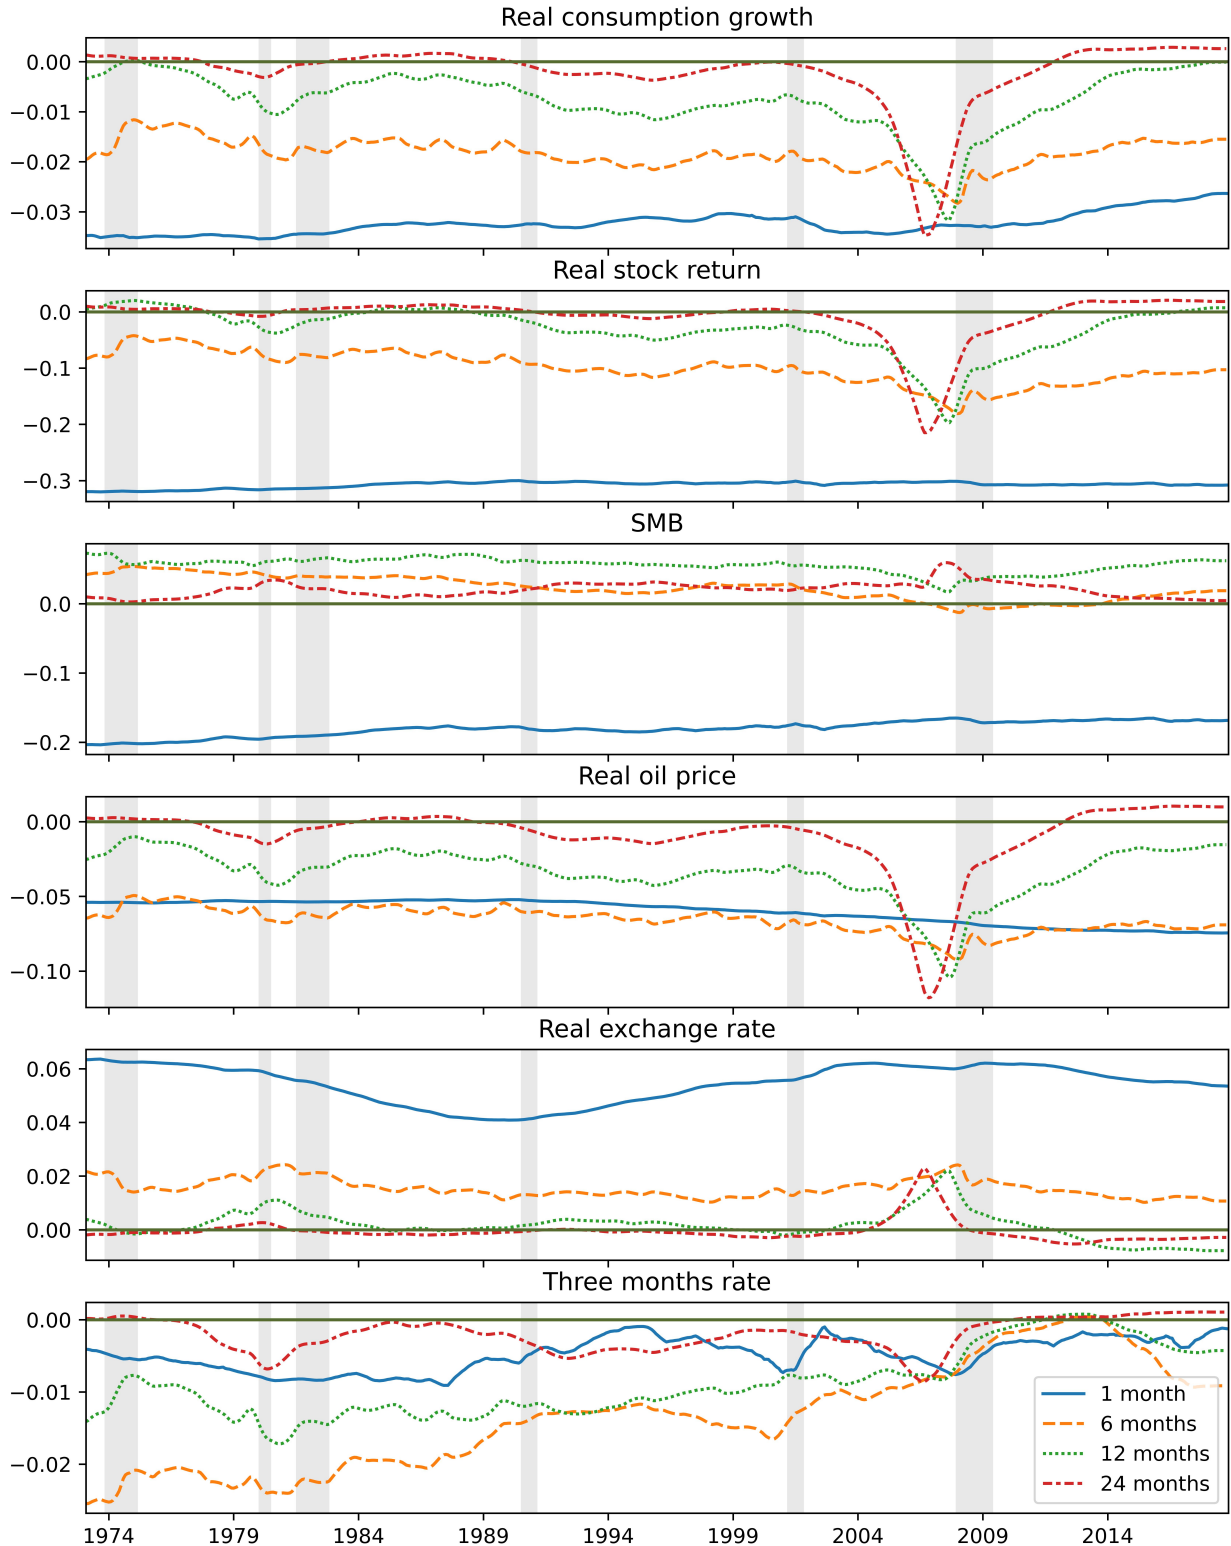 Real consumption growth
0.00
−0.01
−0.02
−0.03
Real stock return
0.0
−0.1
−0.2
−0.3
SMB
0.0
−0.1
−0.2
Real oil price
0.00
−0.05
−0.10
Real exchange rate
0.06
0.04
0.02
0.00
Three months rate
0.00
−0.01
−0.02
1 month
6 months
12 months
24 months
1974 1979 1984 1989 1994 1999 2004 2009 2014